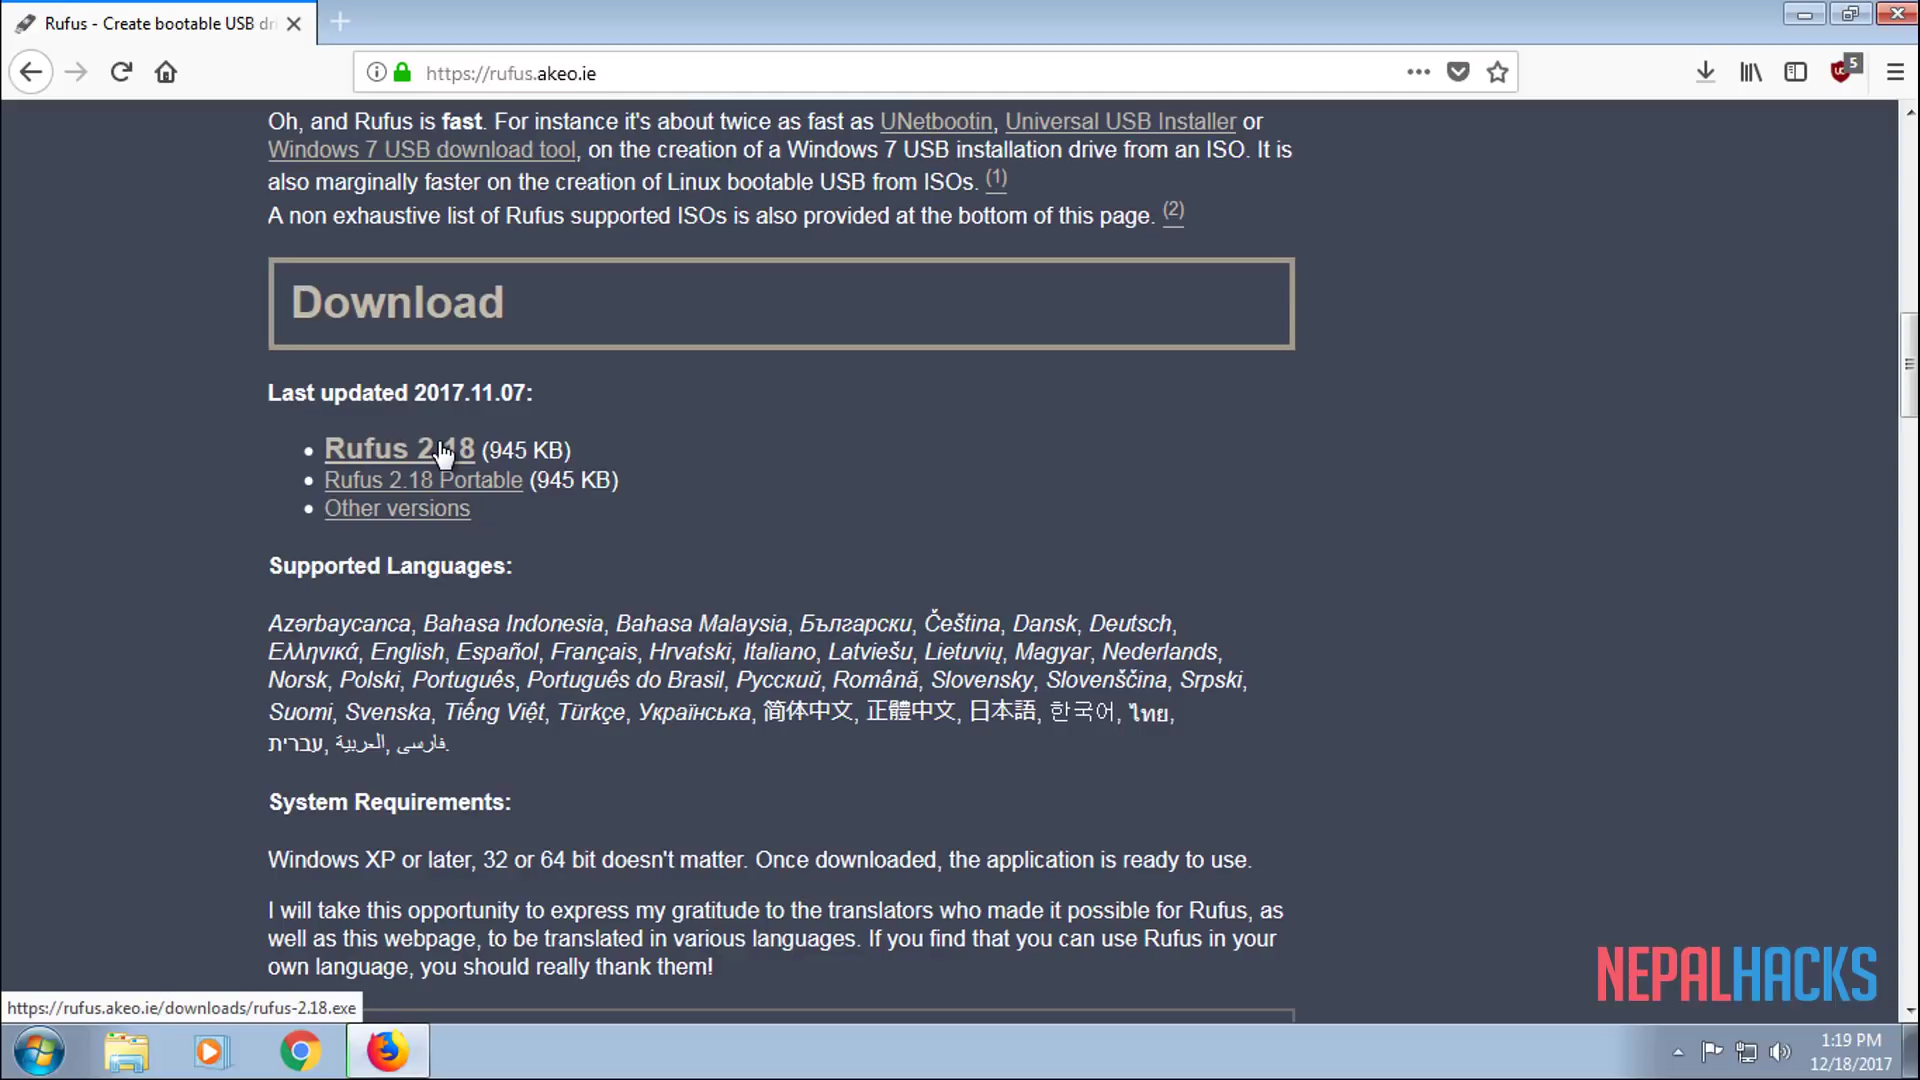 Rufus - Create bootable USB dri
https://rufus.akeo.ie
5
Oh, and Rufus is fast. For instance it's about twice as fast as UNetbootin, Universal USB Installer or
Windows 7 USB download tool, on the creation of a Windows 7 USB installation drive from an ISO. It is
also marginally faster on the creation of Linux bootable USB from ISOs. (1)
A non exhaustive list of Rufus supported ISOs is also provided at the bottom of this page. (2)
Download
Last updated 2017.11.07:
• Rufus 2.18 (945 KB)
• Rufus 2.18 Portable (945 KB)
• Other versions
Supported Languages:
Azərbaycanca, Bahasa Indonesia, Bahasa Malaysia, Български, Čeština, Dansk, Deutsch,
Ελληνικά, English, Español, Français, Hrvatski, Italiano, Latviešu, Lietuvių, Magyar, Nederlands,
Norsk, Polski, Português, Português do Brasil, Русский, Română, Slovensky, Slovenščina, Srpski,
Suomi, Svenska, Tiếng Việt, Türkçe, Українська, 简体中文, 正體中文, 日本語, 한국어, ไทย,
עברית, العربية, فارسی.
System Requirements:
Windows XP or later, 32 or 64 bit doesn't matter. Once downloaded, the application is ready to use.
I will take this opportunity to express my gratitude to the translators who made it possible for Rufus, as
well as this webpage, to be translated in various languages. If you find that you can use Rufus in your
own language, you should really thank them!
NEPALHACKS
https://rufus.akeo.ie/downloads/rufus-2.18.exe
1:19 PM
12/18/2017